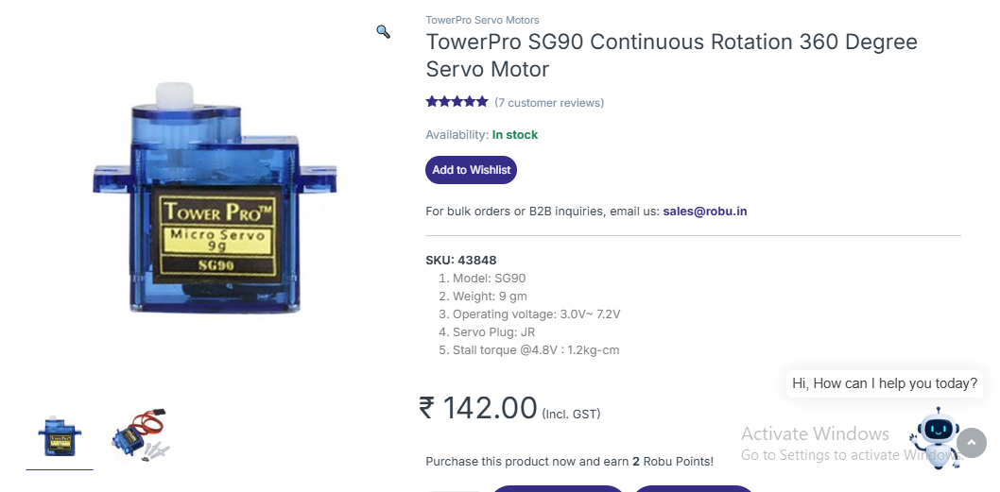 TowerPro Servo Motors
TowerPro SG90 Continuous Rotation 360 Degree
Servo Motor
(7 customer reviews)
Availability: In stock
Add to Wishlist
For bulk orders or B2B inquiries, email us: sales@robu.in
TOWER PRO™
Micro Servo
9g
SG90
SKU: 43848
1. Model: SG90
2. Weight: 9 gm
3. Operating voltage: 3.0V~ 7.2V
4. Servo Plug: JR
5. Stall torque @4.8V : 1.2kg-cm
Hi, How can I help you today?
₹ 142.00 (Incl. GST)
Activate Windows
Go to Settings to activate Windows.
Purchase this product now and earn 2 Robu Points!